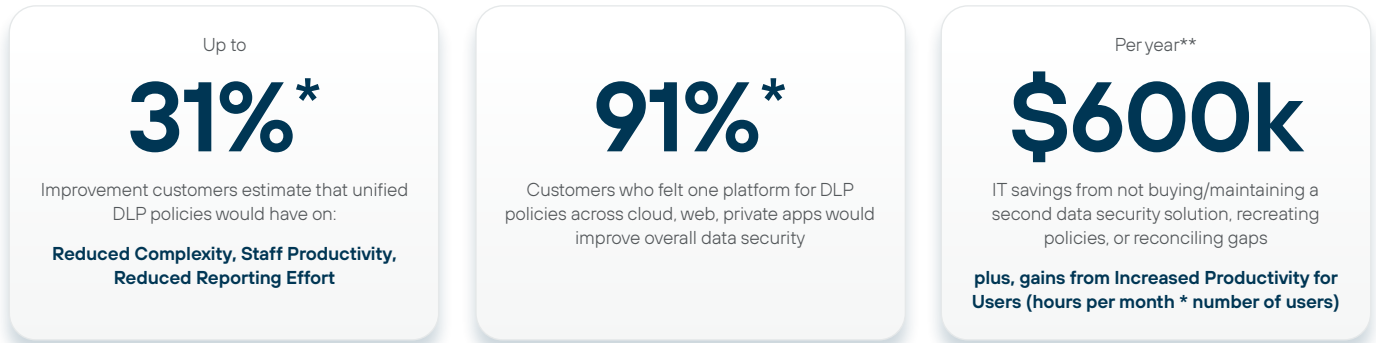 Up to
31%*
Improvement customers estimate that unified
DLP policies would have on:
Reduced Complexity, Staff Productivity,
Reduced Reporting Effort
91%*
Customers who felt one platform for DLP
policies across cloud, web, private apps would
improve overall data security
Per year**
$600k
IT savings from not buying/maintaining a
second data security solution, recreating
policies, or reconciling gaps
plus, gains from Increased Productivity for
Users (hours per month * number of users)